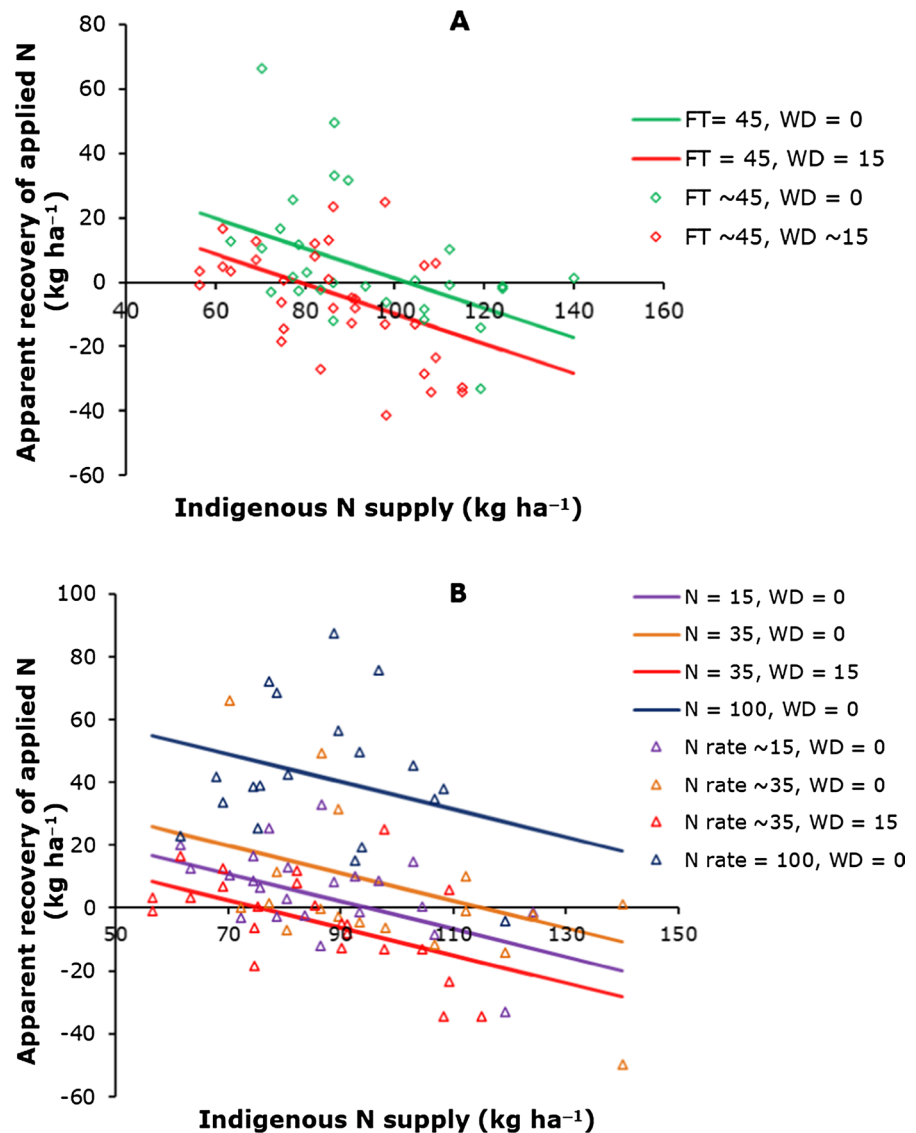 A
80
60
40
20
0
-20
-40
-60
40 60 80 100 120 140 160
Apparent recovery of applied N
(kg ha⁻¹)
Indigenous N supply (kg ha⁻¹)
FT= 45, WD = 0
FT = 45, WD = 15
FT ~45, WD = 0
FT ~45, WD ~15
B
100
80
60
40
20
0
-20
-40
-60
50 70 90 110 130 150
Apparent recovery of applied N
(kg ha⁻¹)
Indigenous N supply (kg ha⁻¹)
N = 15, WD = 0
N = 35, WD = 0
N = 35, WD = 15
N = 100, WD = 0
N rate ~15, WD = 0
N rate ~35, WD = 0
N rate ~35, WD = 15
N rate = 100, WD = 0